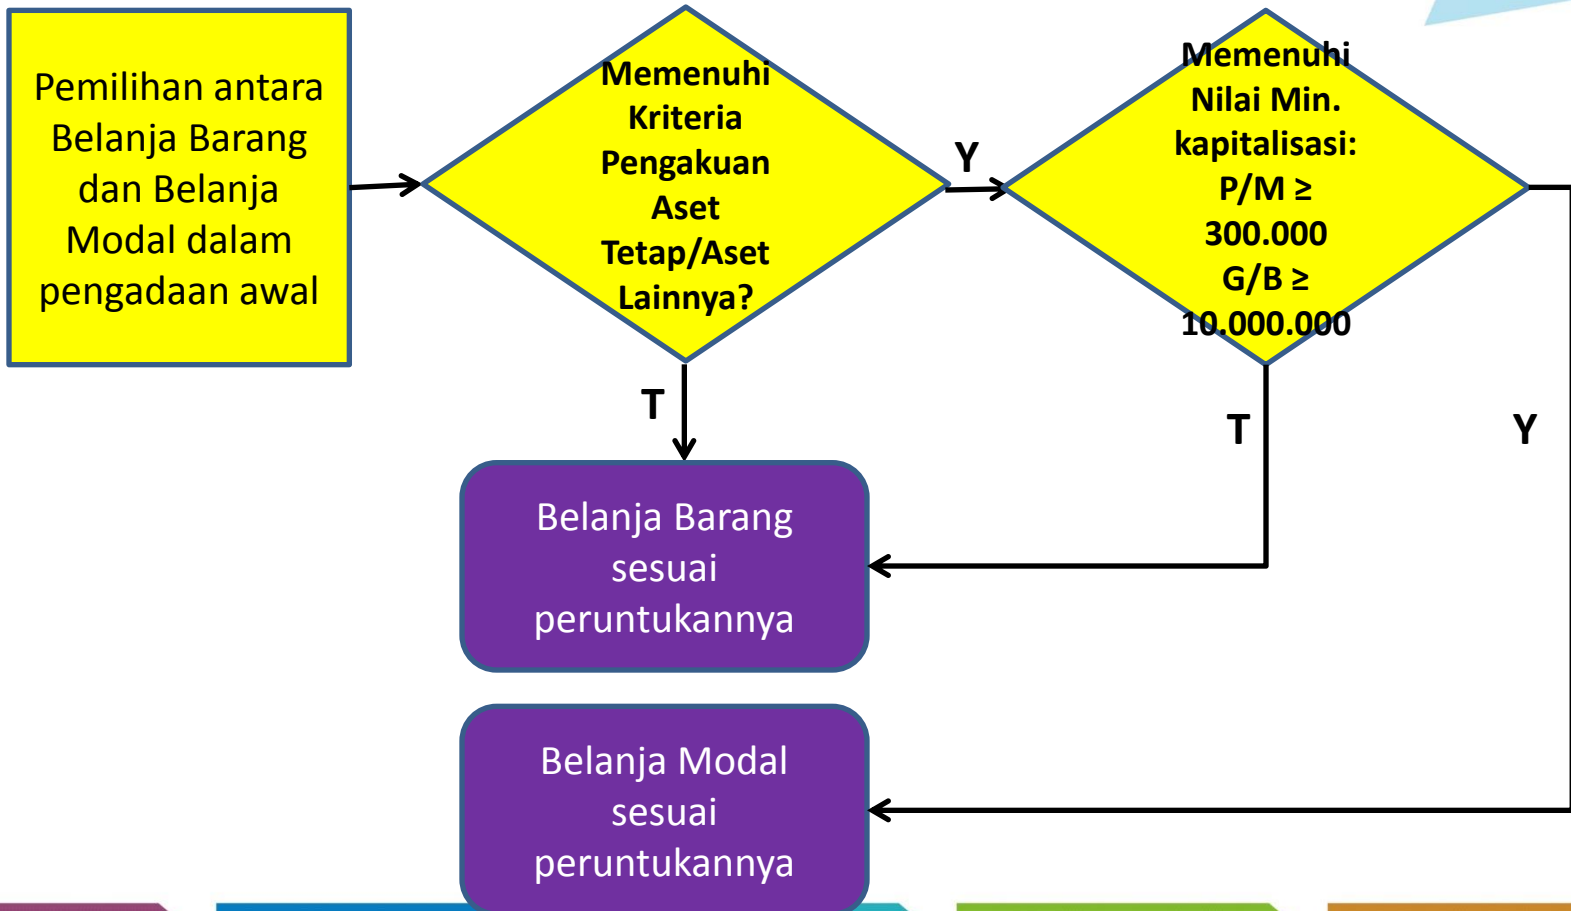 Pemilihan antara
Belanja Barang
dan Belanja
Modal dalam
pengadaan awal
Memenuhi
Kriteria
Pengakuan
Aset
Tetap/Aset
Lainnya?
Y
Memenuhi
Nilai Min.
kapitalisasi:
P/M ≥
300.000
G/B ≥
10.000.000
T
T
Y
Belanja Barang
sesuai
peruntukannya
Belanja Modal
sesuai
peruntukannya